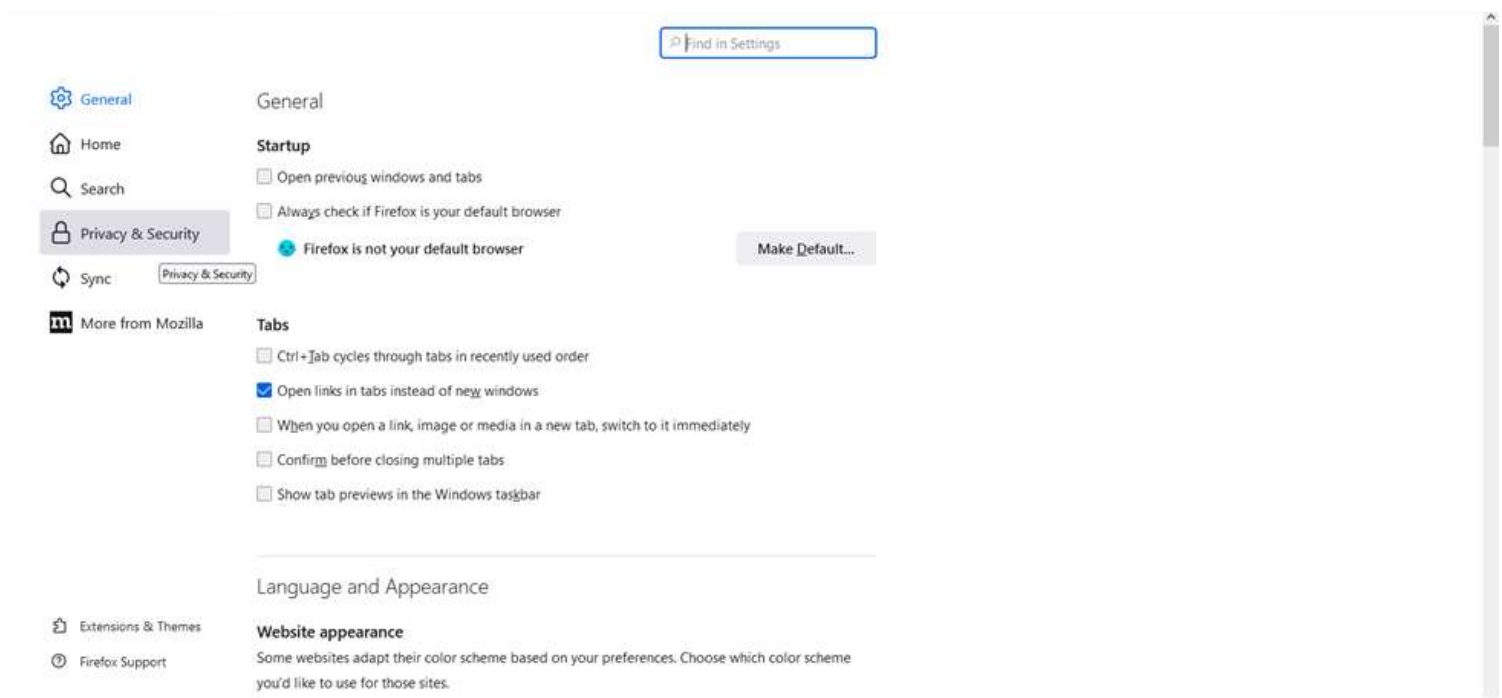 Find in Settings
General
Home
Search
Privacy & Security
Sync
Privacy & Security
More from Mozilla
Extensions & Themes
Firefox Support
General
Startup
Open previous windows and tabs
Always check if Firefox is your default browser
Firefox is not your default browser
Make Default...
Tabs
Ctrl+Tab cycles through tabs in recently used order
Open links in tabs instead of new windows
When you open a link, image or media in a new tab, switch to it immediately
Confirm before closing multiple tabs
Show tab previews in the Windows taskbar
Language and Appearance
Website appearance
Some websites adapt their color scheme based on your preferences. Choose which color scheme
you'd like to use for those sites.